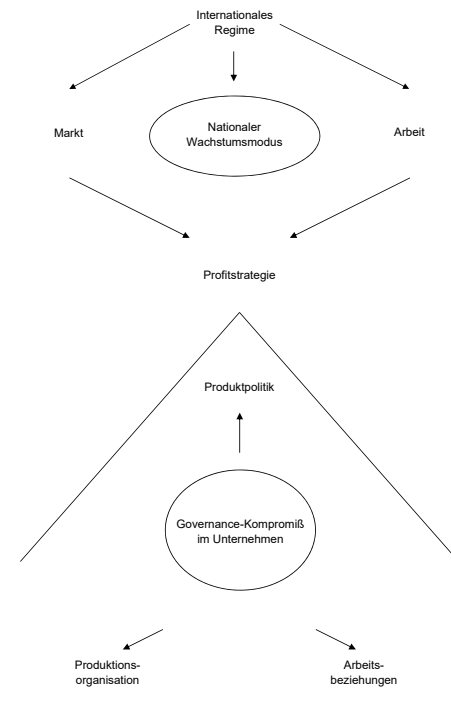 Internationales
Regime
Markt
Nationaler
Wachstumsmodus
Arbeit
Profitstrategie
Produktpolitik
Governance-Kompromiß
im Unternehmen
Produktions-
organisation
Arbeits-
beziehungen